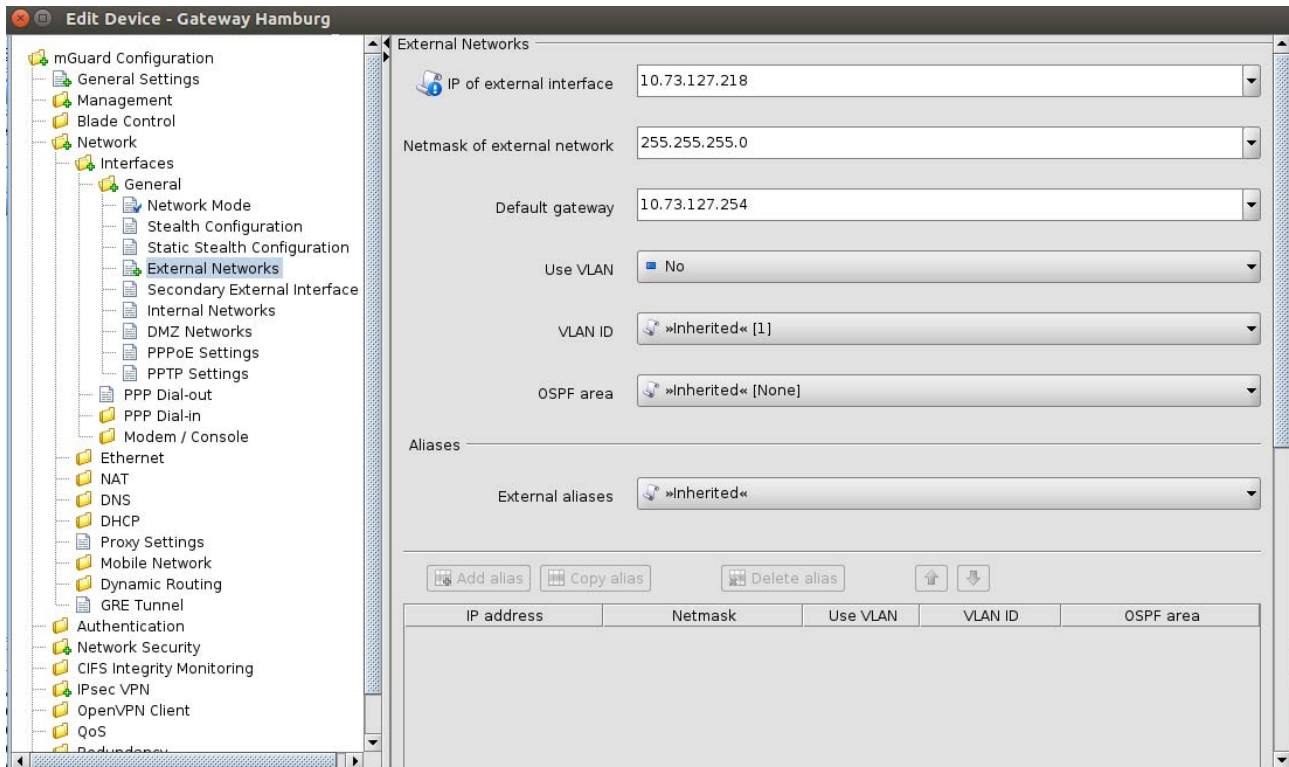 Edit Device - Gateway Hamburg
mGuard Configuration
General Settings
Management
Blade Control
Network
Interfaces
General
Network Mode
Stealth Configuration
Static Stealth Configuration
External Networks
Secondary External Interface
Internal Networks
DMZ Networks
PPPoE Settings
PPTP Settings
PPP Dial-out
PPP Dial-in
Modem / Console
Ethernet
NAT
DNS
DHCP
Proxy Settings
Mobile Network
Dynamic Routing
GRE Tunnel
Authentication
Network Security
CIFS Integrity Monitoring
IPsec VPN
OpenVPN Client
QoS
Redundancy
External Networks
IP of external interface 10.73.127.218
Netmask of external network 255.255.255.0
Default gateway 10.73.127.254
Use VLAN No
VLAN ID »Inherited« [1]
OSPF area »Inherited« [None]
Aliases
External aliases »Inherited«
Add alias Copy alias Delete alias
IP address Netmask Use VLAN VLAN ID OSPF area